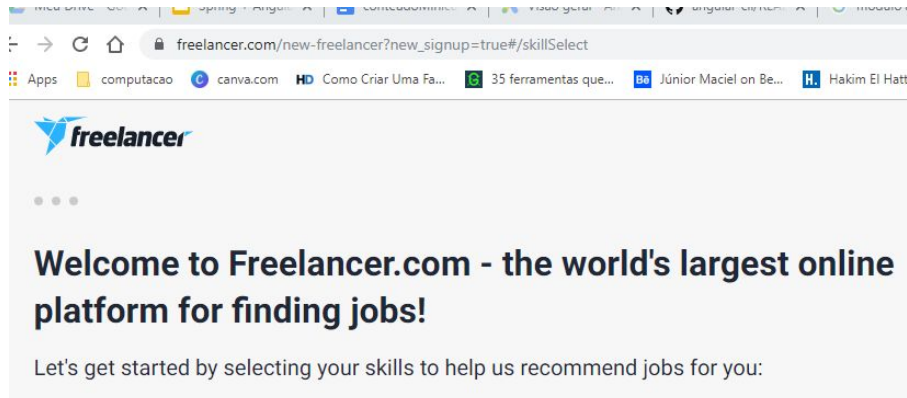 freelancer.com/new-freelancer?new_signup=true#/skillSelect
Apps computacao canva.com HD Como Criar Uma Fa... 35 ferramentas que... Bē Júnior Maciel on Be... H. Hakim El Hatt
freelancer
Welcome to Freelancer.com - the world's largest online
platform for finding jobs!
Let's get started by selecting your skills to help us recommend jobs for you: